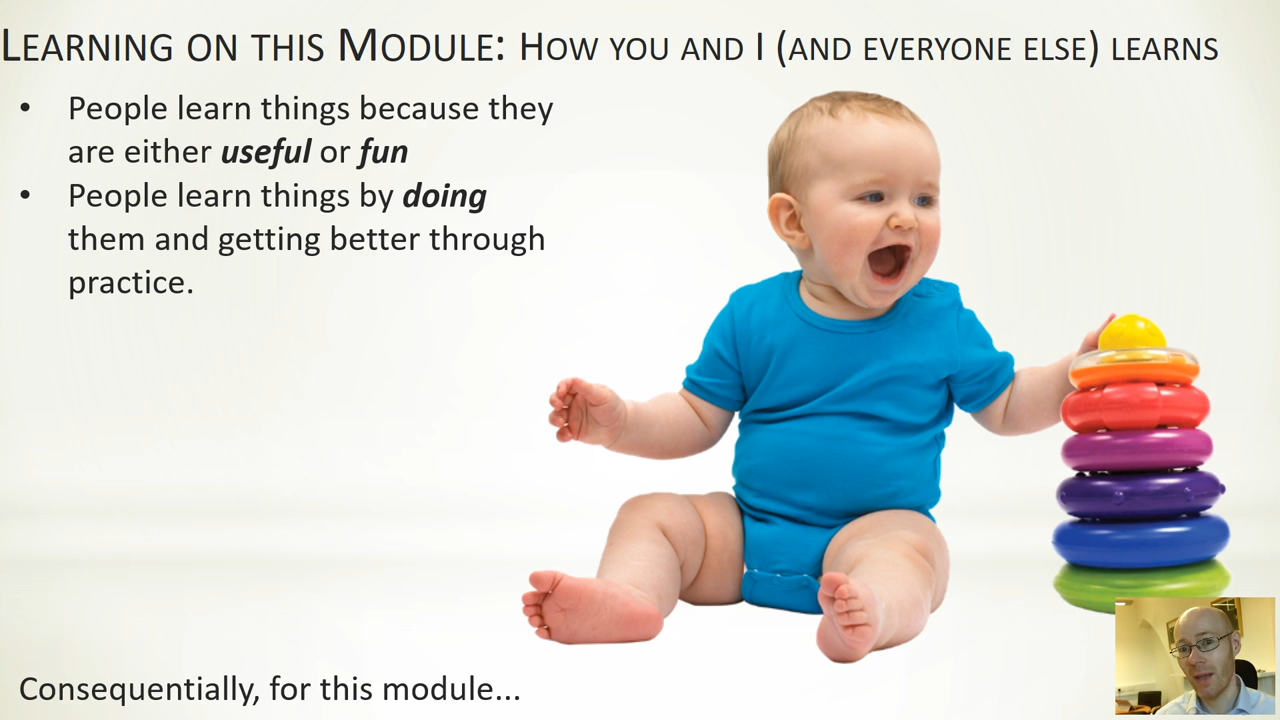 LEARNING ON THIS MODULE: HOW YOU AND I (AND EVERYONE ELSE) LEARNS
• People learn things because they
are either useful or fun
• People learn things by doing
them and getting better through
practice.
Consequentially, for this module...